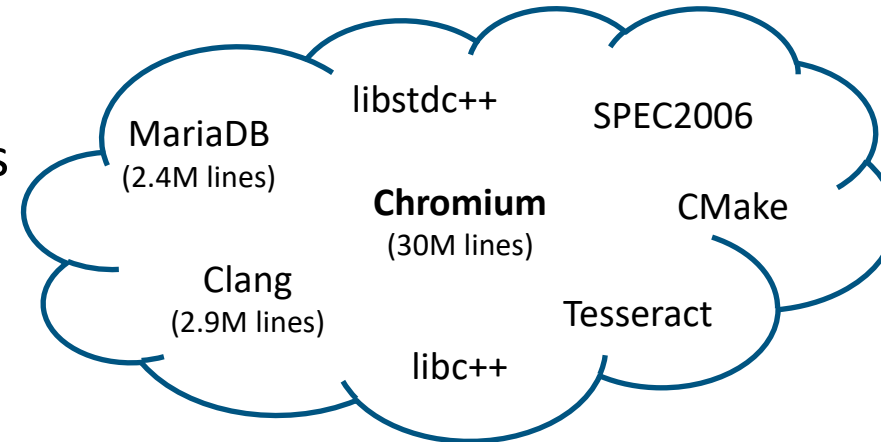 libstdc++
SPEC2006
MariaDB
(2.4M lines)
s
Chromium
(30M lines)
CMake
Clang
(2.9M lines)
Tesseract
libc++